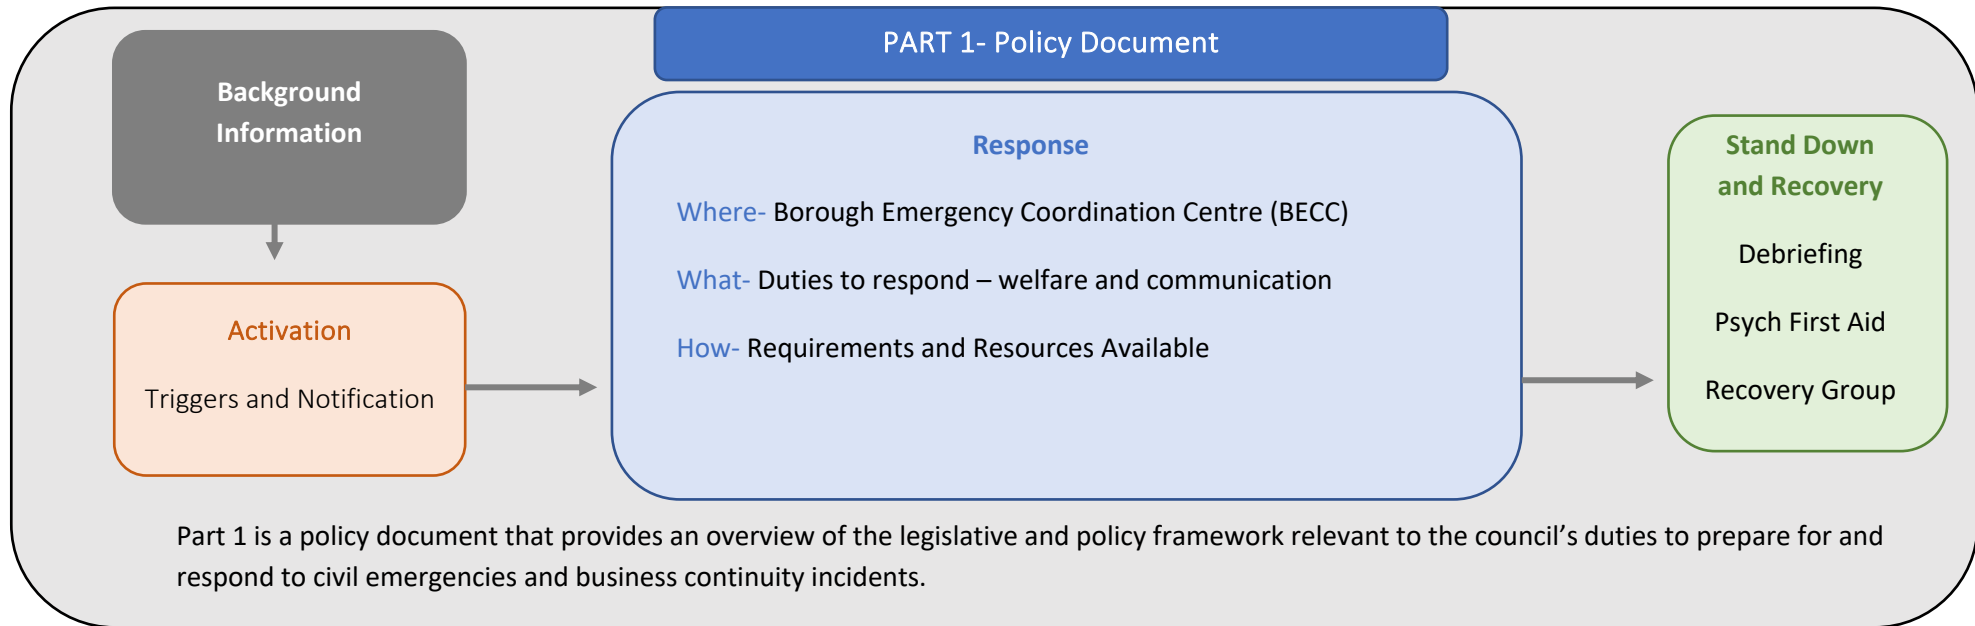 PART 1- Policy Document
Background
Information
Activation
Triggers and Notification
Response
Where- Borough Emergency Coordination Centre (BECC)
What- Duties to respond – welfare and communication
How- Requirements and Resources Available
Stand Down
and Recovery
Debriefing
Psych First Aid
Recovery Group
Part 1 is a policy document that provides an overview of the legislative and policy framework relevant to the council’s duties to prepare for and
respond to civil emergencies and business continuity incidents.